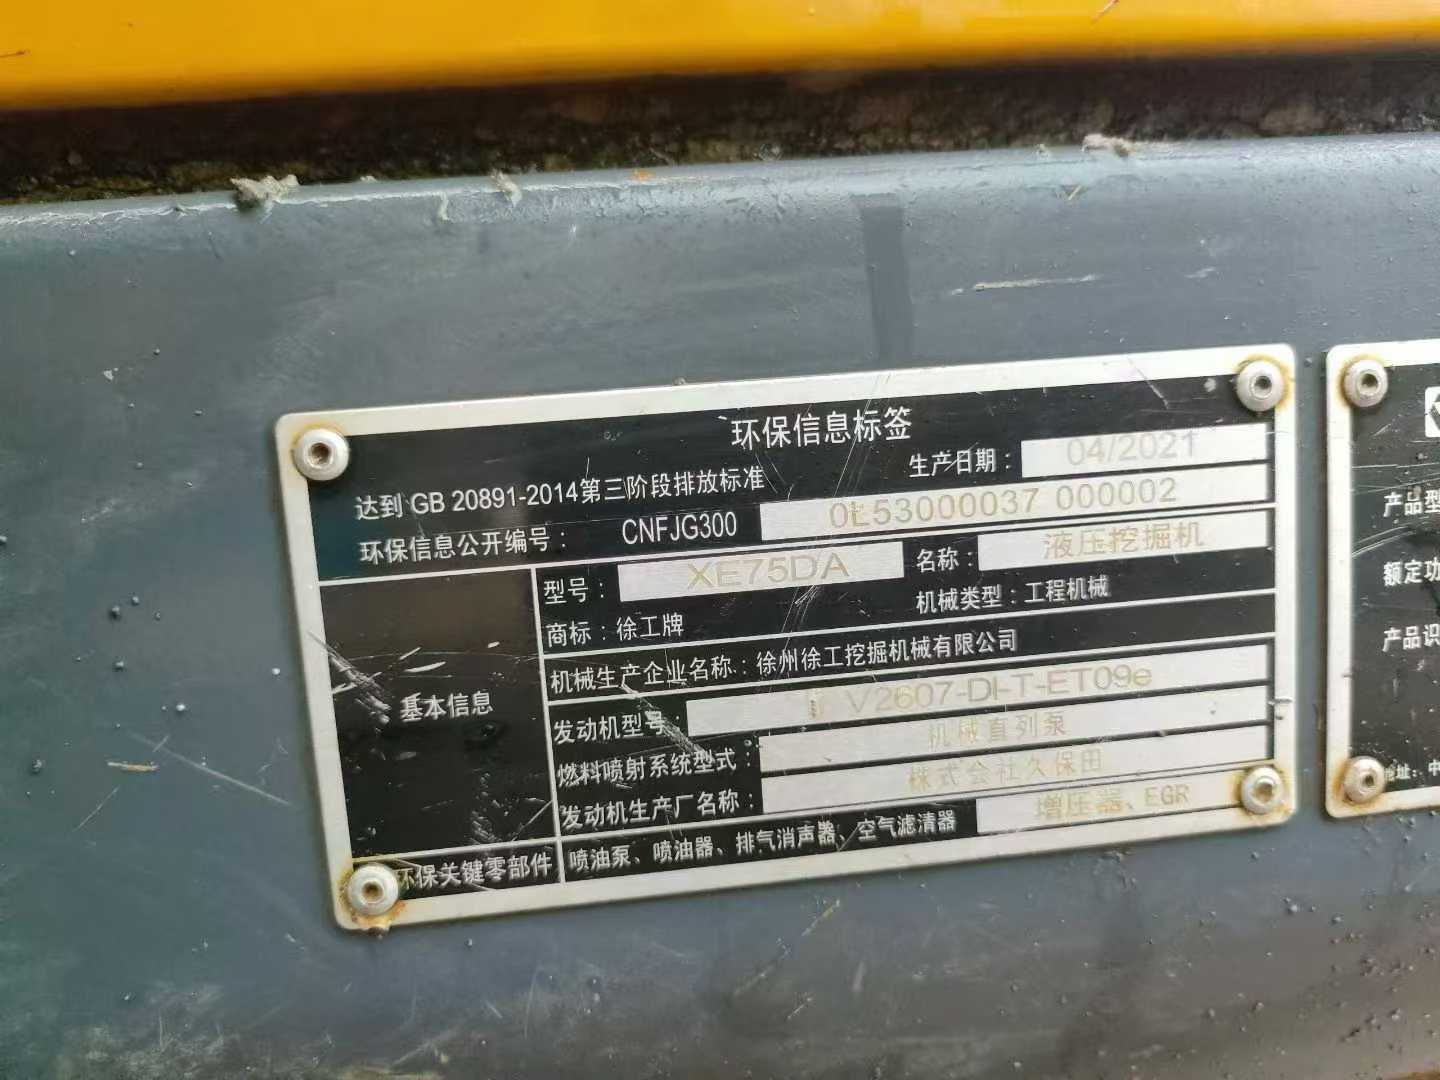 环保信息标签
达到 GB 20891-2014第三阶段排放标准 生产日期： 04/2021
环保信息公开编号： CNFJG300 0L53000037 000002
基本信息
型号： XE75DA 名称： 液压挖掘机
商标：徐工牌 机械类型：工程机械
机械生产企业名称：徐州徐工挖掘机械有限公司
发动机型号： V2607-DI-T-ET09e
燃料喷射系统型式： 机械直列泵
发动机生产厂名称： 株式会社久保田
环保关键零部件 喷油泵、喷油器、排气消声器、空气滤清器 增压器、EGR
产品型
额定功
产品识
地址：中